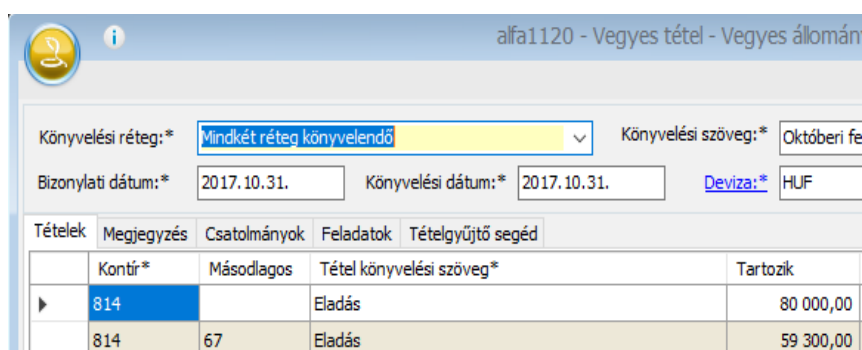 alfa1120 - Vegyes tétel - Vegyes állomán
Könyvelési réteg:* Mindkét réteg könyvelendő Könyvelési szöveg:* Októberi fe
Bizonylati dátum:* 2017.10.31. Könyvelési dátum:* 2017.10.31. Deviza:* HUF
Tételek Megjegyzés Csatolmányok Feladatok Tételgyűjtő segéd
Kontír* Másodlagos Tétel könyvelési szöveg* Tartozik
814 Eladás 80 000,00
814 67 Eladás 59 300,00